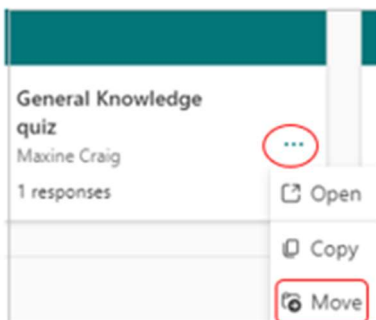 General Knowledge
quiz
Maxine Craig
...
1 responses
Open
Copy
Move